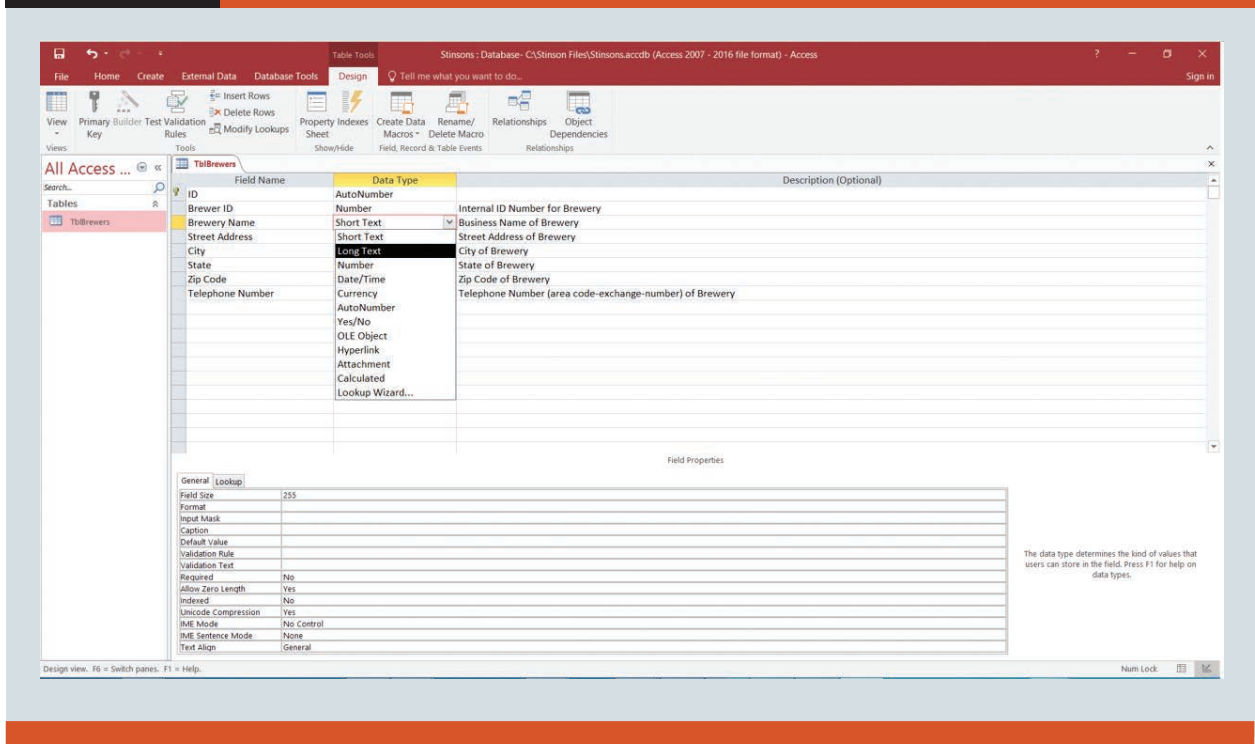 Table Tools
Stinsons : Database- C\Stinson Files\Stinsons.accdb (Access 2007 - 2016 file format) - Access
?
File Home Create External Data Database Tools Design Tell me what you want to do... Sign in
View Primary Key Builder Test Validation Rules Insert Rows Delete Rows Modify Lookups Property Sheet Indexes Create Data Macros Rename/ Delete Macro Relationships Object Dependencies
Views Tools Show/Hide Field, Record & Table Events Relationships
All Access ...
Search...
Tables
TblBrewers
TblBrewers
Field Name Data Type Description (Optional)
ID AutoNumber
Brewer ID Number Internal ID Number for Brewery
Brewery Name Short Text Business Name of Brewery
Street Address Short Text Street Address of Brewery
City Long Text City of Brewery
State Number State of Brewery
Zip Code Date/Time Zip Code of Brewery
Telephone Number Currency Telephone Number (area code-exchange-number) of Brewery
AutoNumber
Yes/No
OLE Object
Hyperlink
Attachment
Calculated
Lookup Wizard...
Field Properties
General Lookup
Field Size 255
Format
Input Mask
Caption
Default Value
Validation Rule
Validation Text
Required No
Allow Zero Length Yes
Indexed No
Unicode Compression Yes
IME Mode No Control
IME Sentence Mode None
Text Align General
The data type determines the kind of values that
users can store in the field. Press F1 for help on
data types.
Design view. F6 = Switch panes. F1 = Help. Num Lock